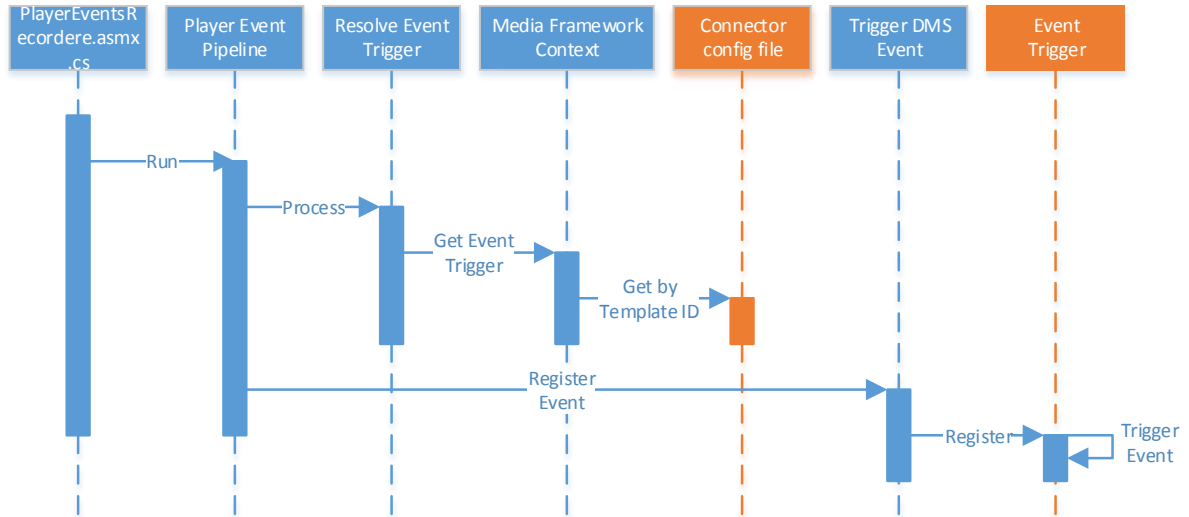 PlayerEventsR
ecordere.asmx
.cs
Player Event
Pipeline
Resolve Event
Trigger
Media Framework
Context
Connector
config file
Trigger DMS
Event
Event
Trigger
Run
Process
Get Event
Trigger
Get by
Template ID
Register
Event
Register
Trigger
Event